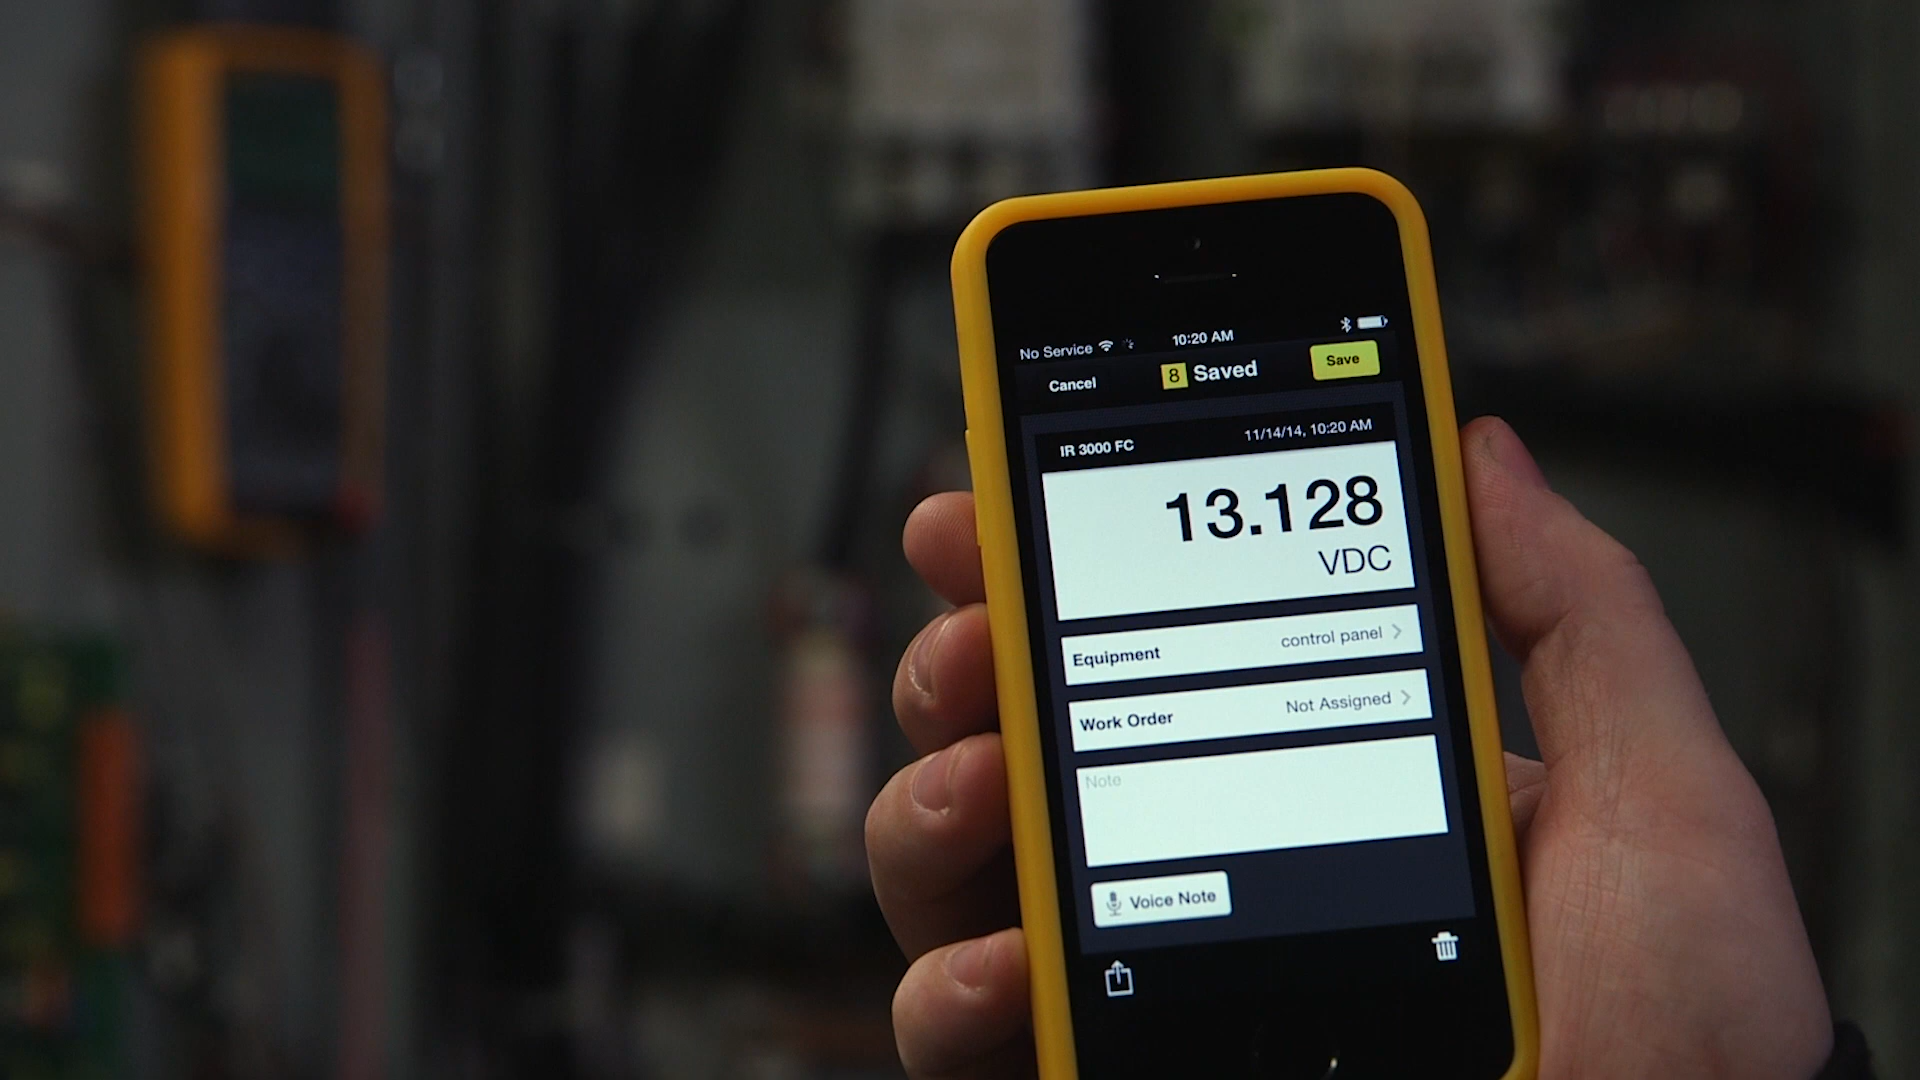 No Service 10:20 AM
Cancel 8 Saved Save
IR 3000 FC 11/14/14, 10:20 AM
13.128
VDC
Equipment control panel
Work Order Not Assigned
Note
Voice Note